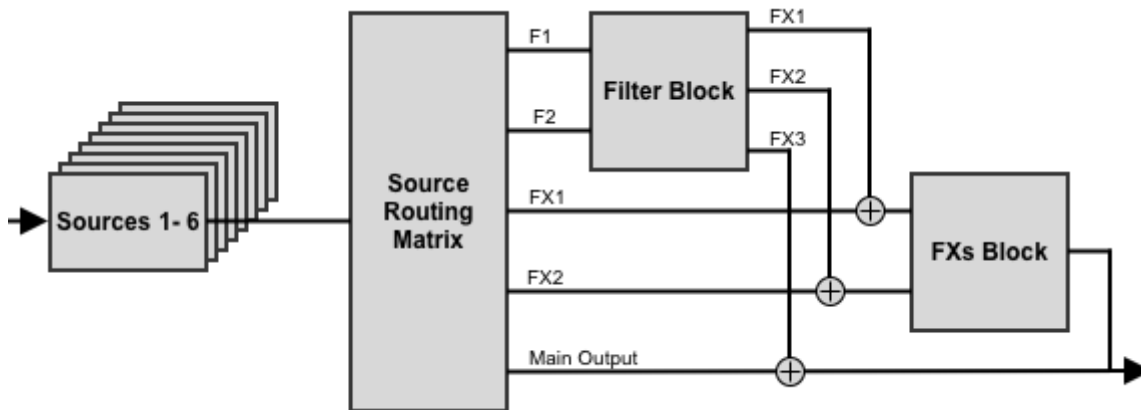 FX1
F1
Filter Block
FX2
F2
FX3
Sources 1- 6
Source
Routing
Matrix
FX1
FXs Block
FX2
Main Output